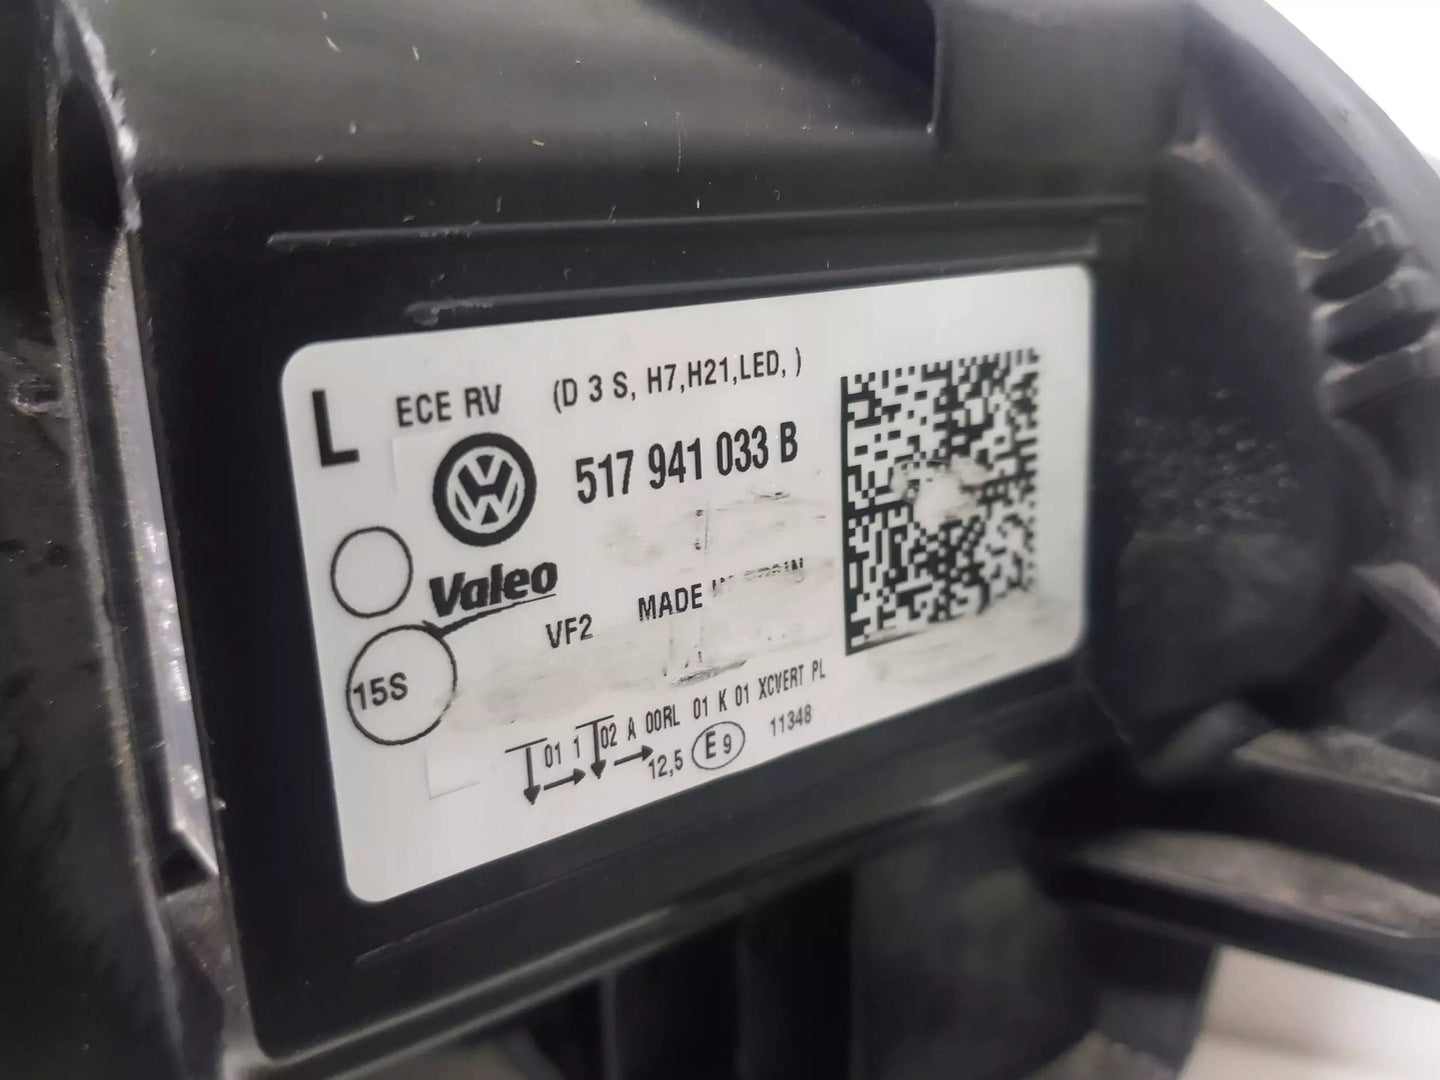 L ECE RV (D 3 S, H7,H21,LED, )
517 941 033 B
Valeo
VF2 MADE
15S
01 1 02 A 00RL 01 K 01 XCVERT PL
12,5 E9 11348